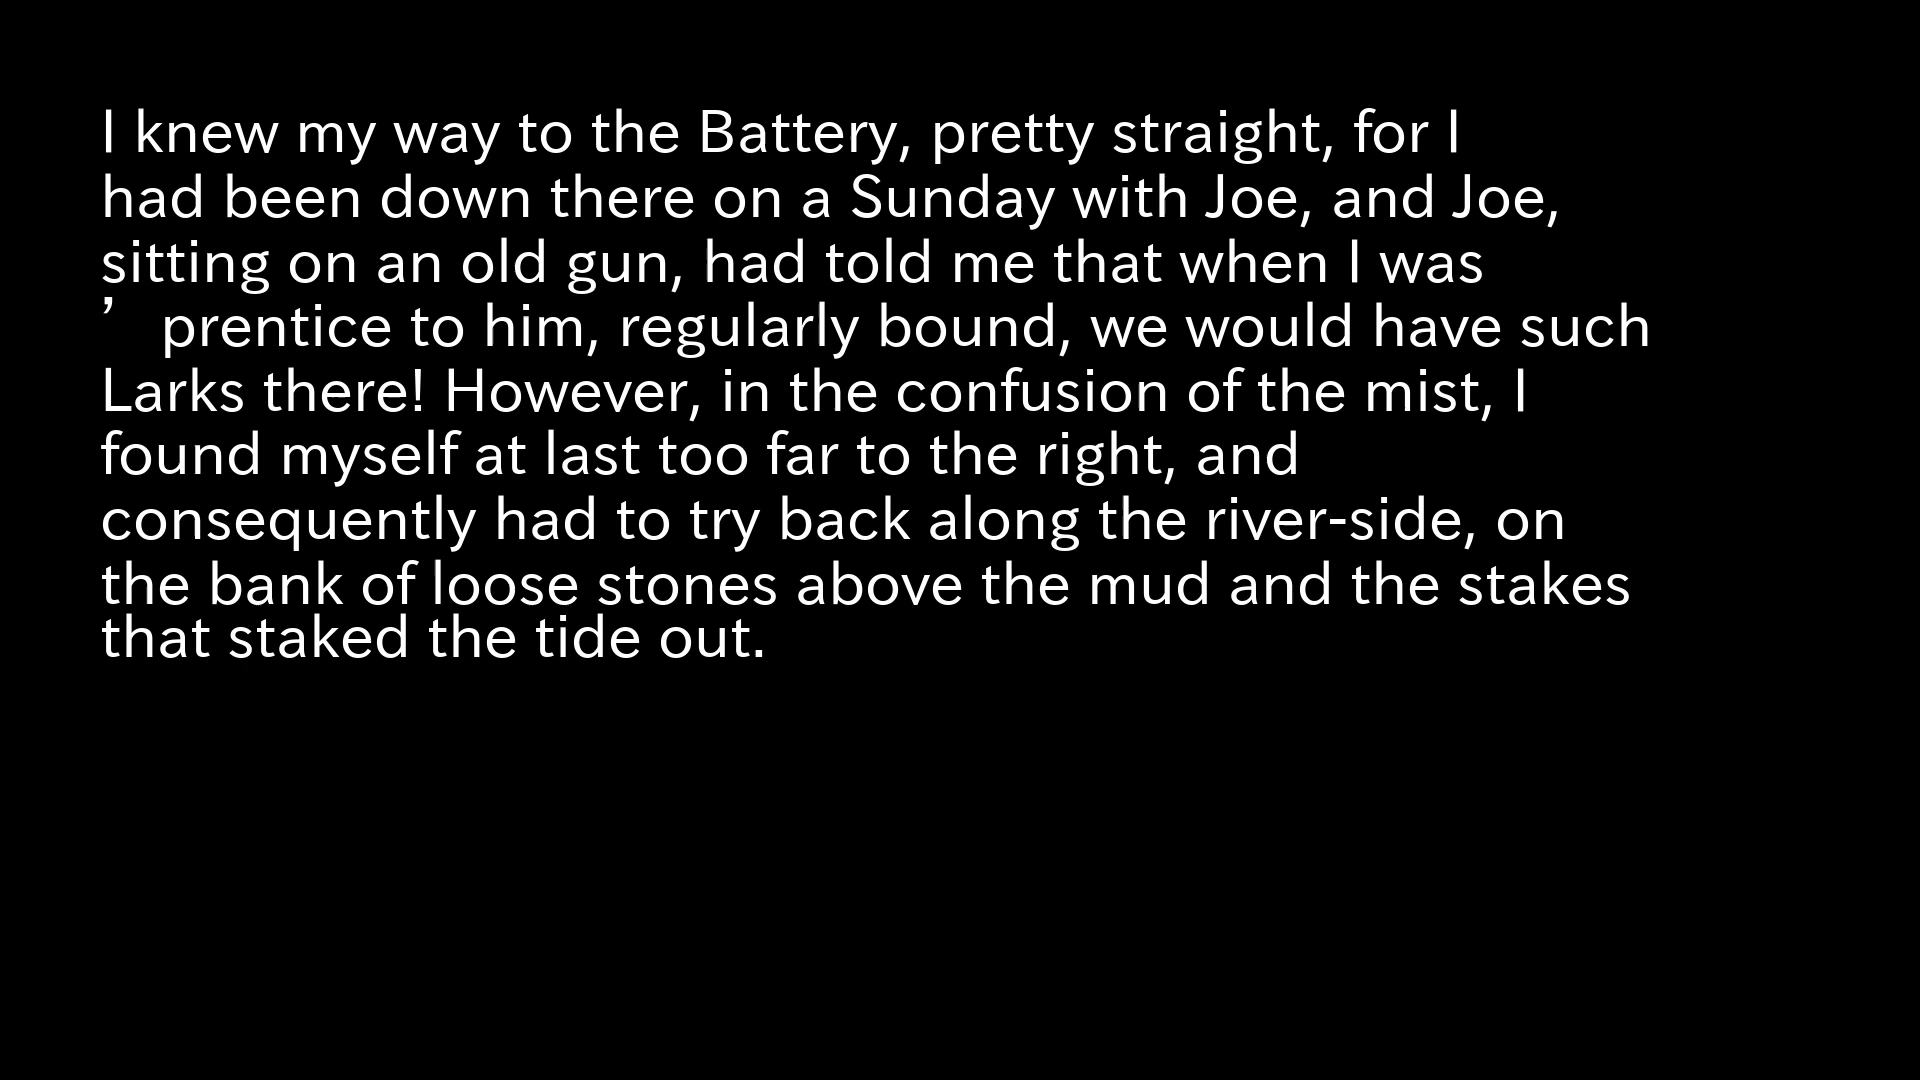 I knew my way to the Battery, pretty straight, for I
had been down there on a Sunday with Joe, and Joe,
sitting on an old gun, had told me that when I was
’prentice to him, regularly bound, we would have such
Larks there! However, in the confusion of the mist, I
found myself at last too far to the right, and
consequently had to try back along the river-side, on
the bank of loose stones above the mud and the stakes
that staked the tide out.